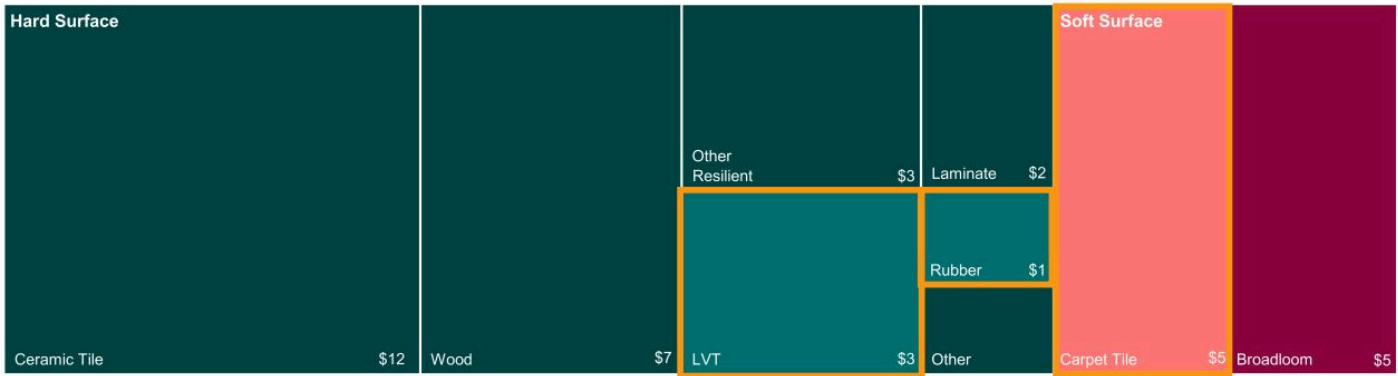 Hard Surface
Soft Surface
Other
Resilient $3
Laminate $2
Rubber $1
Ceramic Tile $12
Wood $7
LVT $3
Other
Carpet Tile $5
Broadloom $5